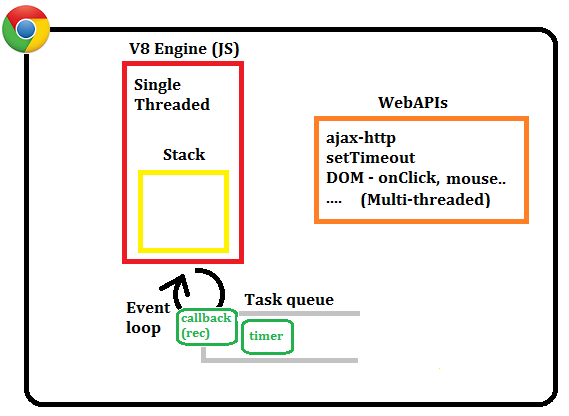 V8 Engine (JS)
Single
Threaded
Stack
WebAPIs
ajax-http
setTimeout
DOM - onClick, mouse..
.... (Multi-threaded)
Event
loop
Task queue
callback
(rec)
timer